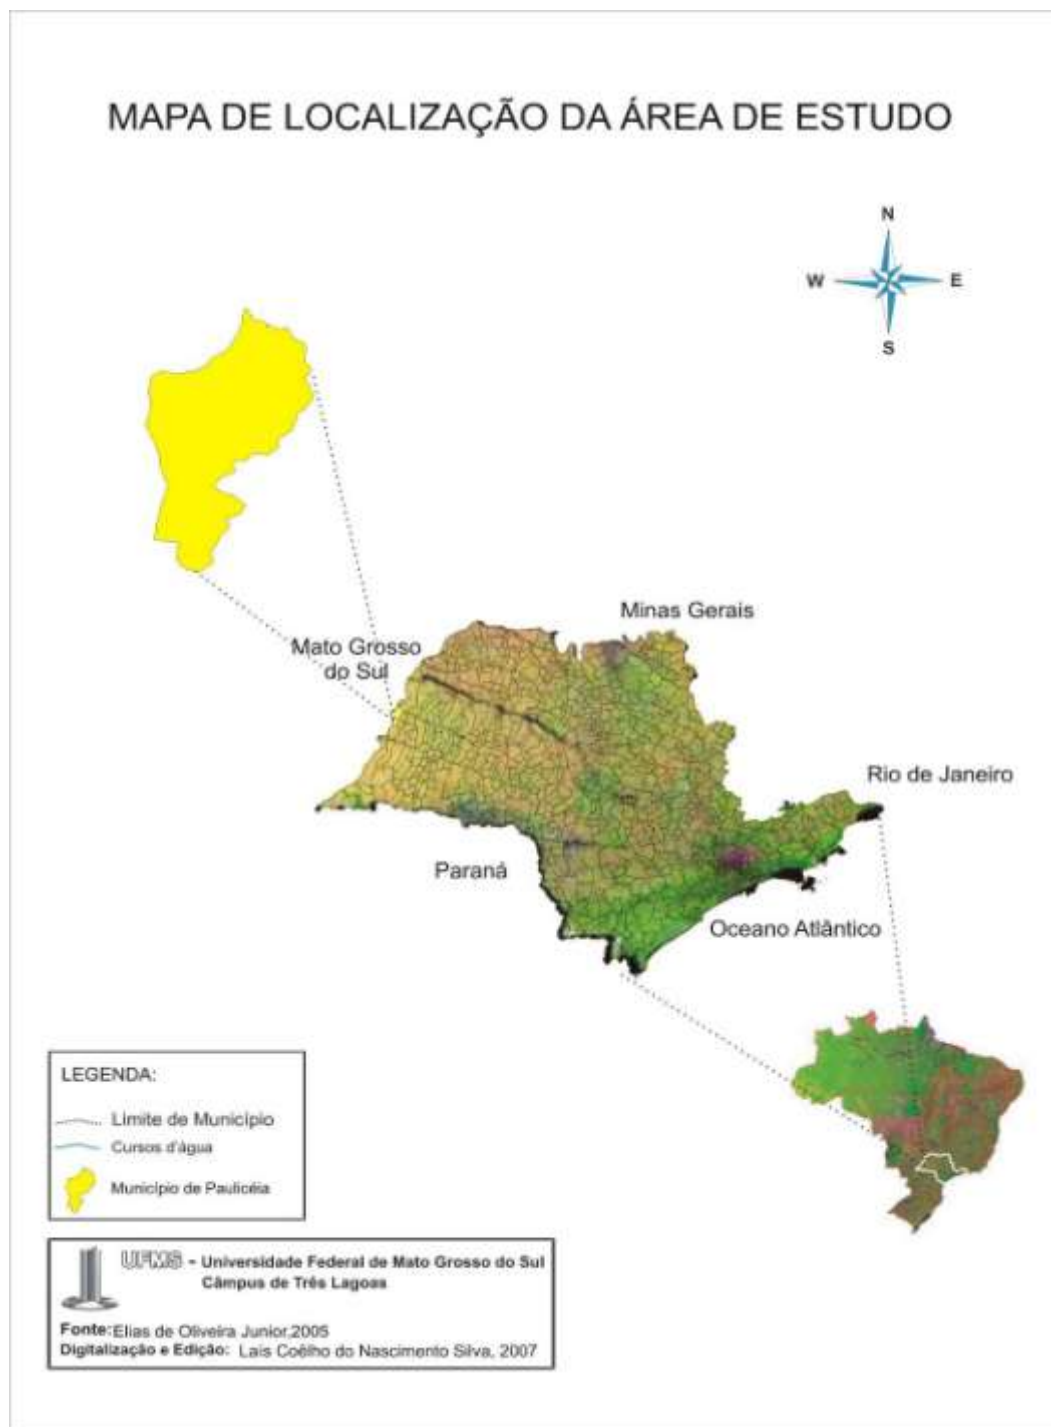 MAPA DE LOCALIZAÇÃO DA ÁREA DE ESTUDO
N
W
E
S
Minas Gerais
Mato Grosso
do Sul
Rio de Janeiro
Paraná
Oceano Atlântico
LEGENDA:
Limite de Município
Cursos d'água
Município de Paulicéia
UFMS - Universidade Federal de Mato Grosso do Sul
Câmpus de Três Lagoas
Fonte:Elias de Oliveira Junior,2005
Digitalização e Edição: Laís Coêlho do Nascimento Silva, 2007